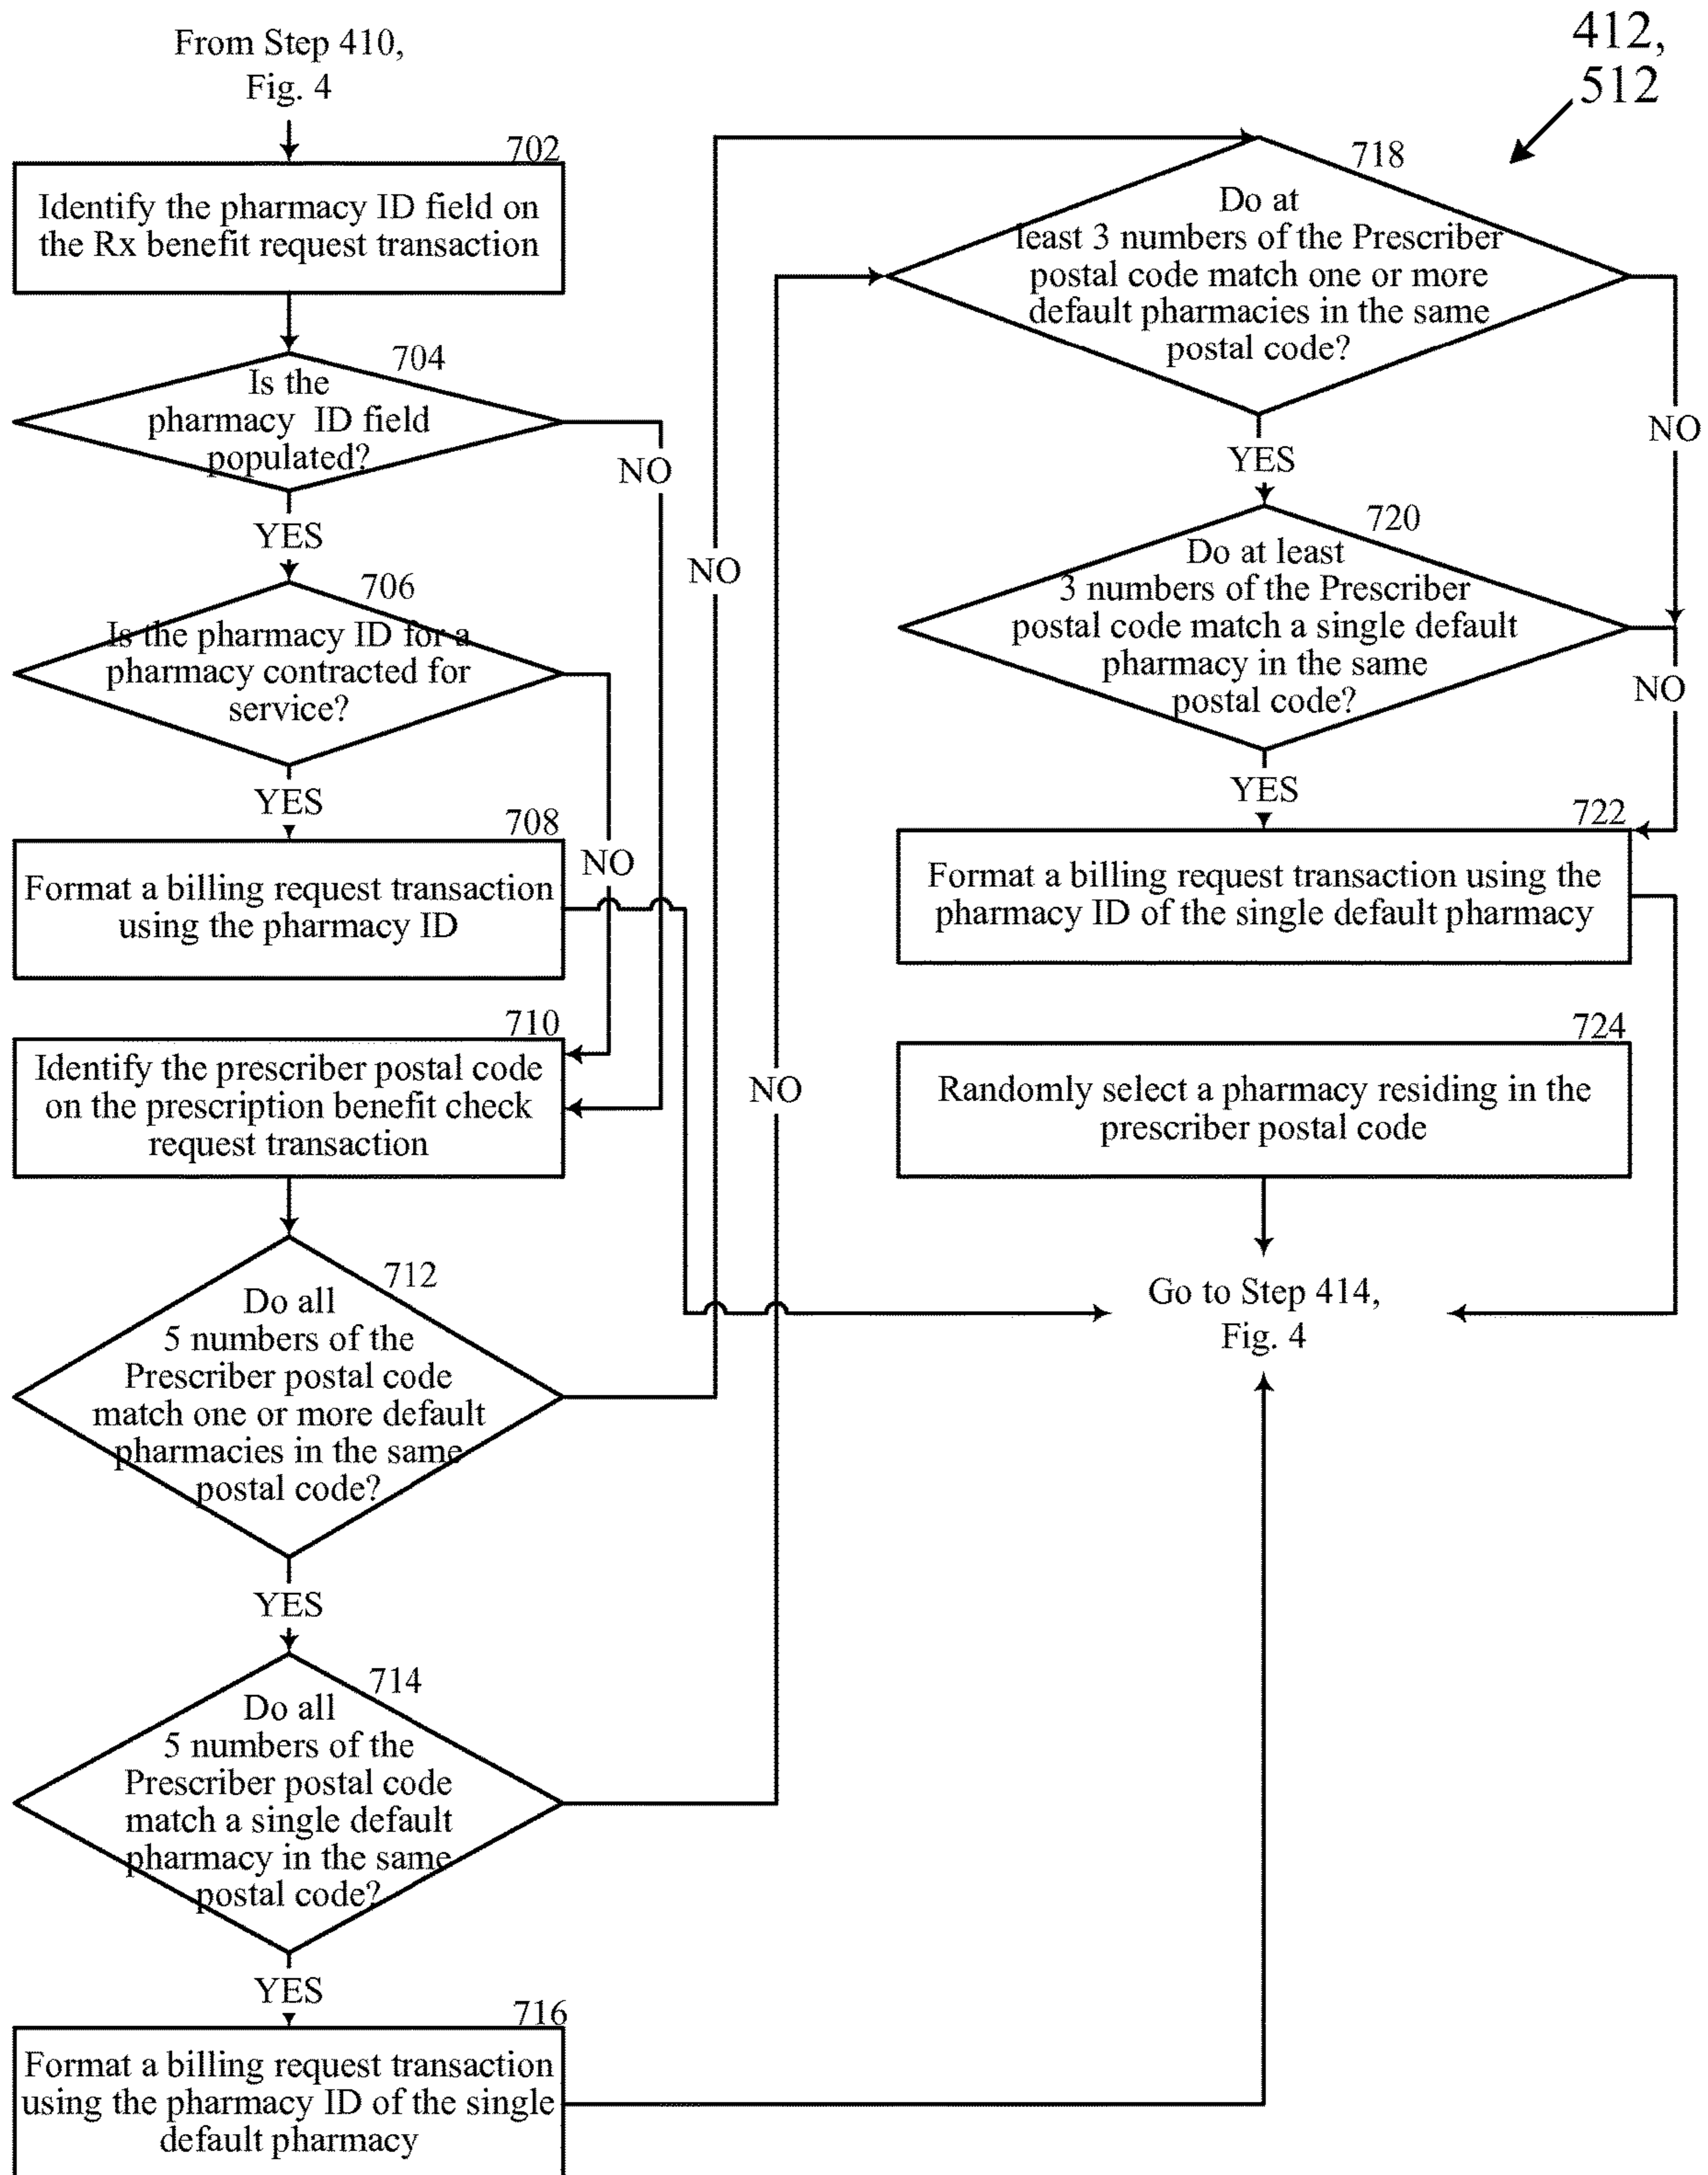 From Step 410,
Fig. 4
702
Identify the pharmacy ID field on
the Rx benefit request transaction
704
Is the
pharmacy ID field
populated?
NO
YES
706
Is the pharmacy ID for a
pharmacy contracted for
service?
YES
NO
708
Format a billing request transaction
using the pharmacy ID
710
Identify the prescriber postal code
on the prescription benefit check
request transaction
712
Do all
5 numbers of the
Prescriber postal code
match one or more default
pharmacies in the same
postal code?
NO
YES
714
Do all
5 numbers of the
Prescriber postal code
match a single default
pharmacy in the same
postal code?
NO
YES
716
Format a billing request transaction
using the pharmacy ID of the single
default pharmacy
412,
512
718
Do at
least 3 numbers of the Prescriber
postal code match one or more
default pharmacies in the same
postal code?
NO
YES
720
Do at least
3 numbers of the Prescriber
postal code match a single default
pharmacy in the same
postal code?
NO
YES
722
Format a billing request transaction using the
pharmacy ID of the single default pharmacy
724
Randomly select a pharmacy residing in the
prescriber postal code
Go to Step 414,
Fig. 4